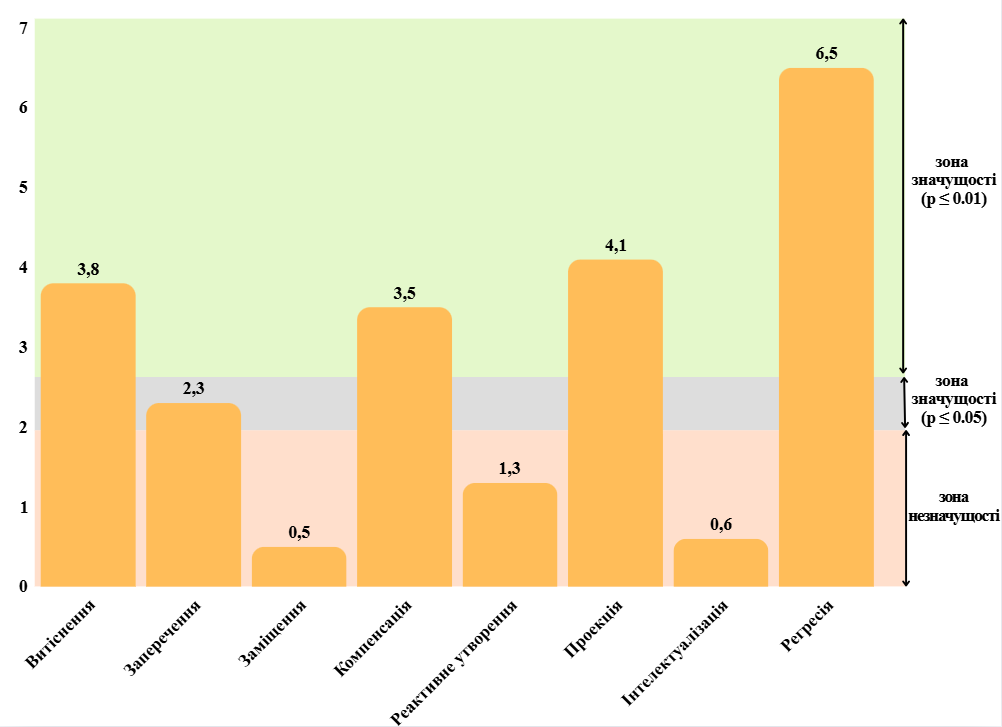 7
6
5
4
3
2
1
0
3,8
2,3
0,5
3,5
1,3
4,1
0,6
6,5
зона
значущості
(p ≤ 0.01)
зона
значущості
(p ≤ 0.05)
зона
незначущості
Витіснення
Заперечення
Заміщення
Компенсація
Реактивне утворення
Проекція
Інтелектуалізація
Регресія